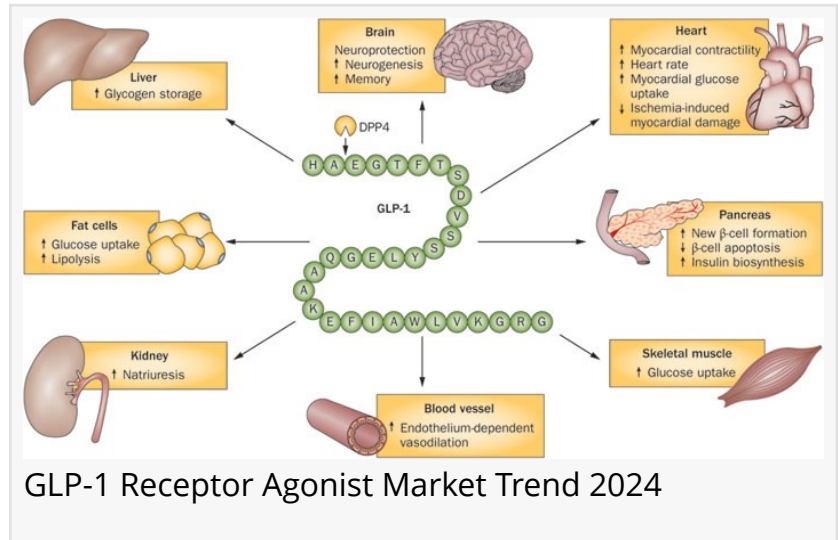 Liver
↑ Glycogen storage
Brain
Neuroprotection
↑ Neurogenesis
↑ Memory
Heart
↑ Myocardial contractility
↑ Heart rate
↑ Myocardial glucose
uptake
↓ Ischemia-induced
myocardial damage
DPP4
H A E G T F T S D V S S Y L E G Q A A K E F I A W L V K G R G
GLP-1
Fat cells
↑ Glucose uptake
↑ Lipolysis
Pancreas
↑ New β-cell formation
↓ β-cell apoptosis
↑ Insulin biosynthesis
Kidney
↑ Natriuresis
Blood vessel
↑ Endothelium-dependent
vasodilation
Skeletal muscle
↑ Glucose uptake
GLP-1 Receptor Agonist Market Trend 2024